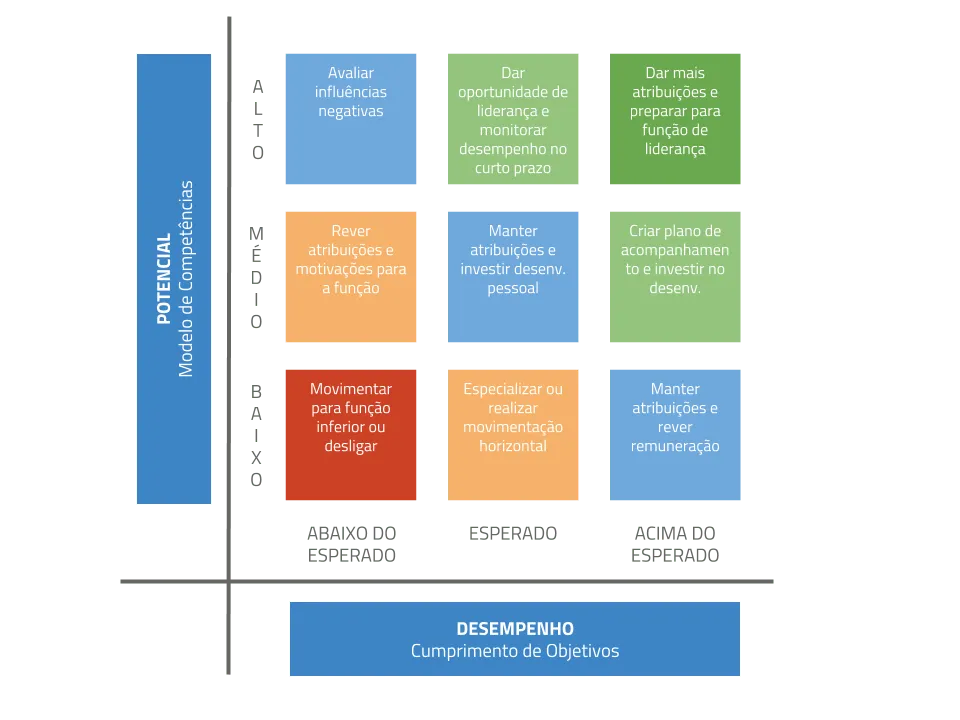 POTENCIAL
Modelo de Competências
ALTO
Avaliar
influências
negativas
Dar
oportunidade de
liderança e
monitorar
desempenho no
curto prazo
Dar mais
atribuições e
preparar para
função de
liderança
MÉDIO
Rever
atribuições e
motivações para
a função
Manter
atribuições e
investir desenv.
pessoal
Criar plano de
acompanhamen
to e investir no
desenv.
BAIXO
Movimentar
para função
inferior ou
desligar
Especializar ou
realizar
movimentação
horizontal
Manter
atribuições e
rever
remuneração
ABAIXO DO
ESPERADO
ESPERADO
ACIMA DO
ESPERADO
DESEMPENHO
Cumprimento de Objetivos